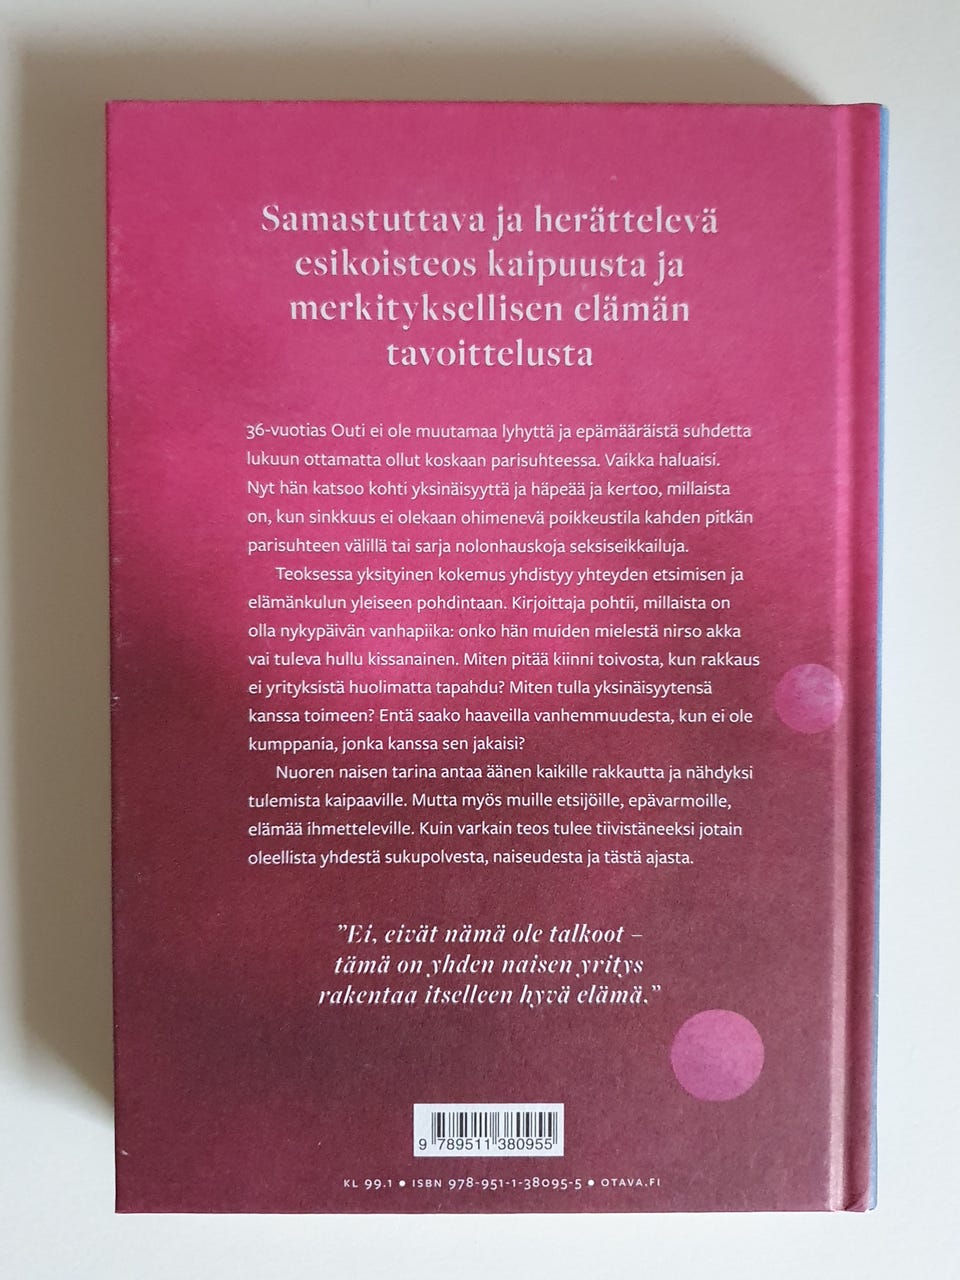 Samastuttava ja herättelevä
esikoisteos kaipuusta ja
merkityksellisen elämän
tavoittelusta
36-vuotias Outi ei ole muutamaa lyhyttä ja epämääräistä suhdetta
lukuun ottamatta ollut koskaan parisuhteessa. Vaikka haluaisi.
Nyt hän katsoo kohti yksinäisyyttä ja häpeää ja kertoo, millaista
on, kun sinkkuus ei olekaan ohimenevä poikkeustila kahden pitkän
parisuhteen välillä tai sarja nolonhauskoja seksiseikkailuja.
Teoksessa yksityinen kokemus yhdistyy yhteyden etsimisen ja
elämänkulun yleiseen pohdintaan. Kirjoittaja pohtii, millaista on
olla nykypäivän vanhapiika: onko hän muiden mielestä nirso akka
vai tuleva hullu kissanainen. Miten pitää kiinni toivosta, kun rakkaus
ei yrityksistä huolimatta tapahdu? Miten tulla yksinäisyytensä
kanssa toimeen? Entä saako haaveilla vanhemmuudesta, kun ei ole
kumppania, jonka kanssa sen jakaisi?
Nuoren naisen tarina antaa äänen kaikille rakkautta ja nähdyksi
tulemista kaipaaville. Mutta myös muille etsijöille, epävarmoille,
elämää ihmetteleville. Kuin varkain teos tulee tiivistäneeksi jotain
oleellista yhdestä sukupolvesta, naiseudesta ja tästä ajasta.
”Ei, eivät nämä ole talkoot –
tämä on yhden naisen yritys
rakentaa itselleen hyvä elämä.”
9 789511 380955
KL 99.1 • ISBN 978-951-1-38095-5 • OTAVA.FI